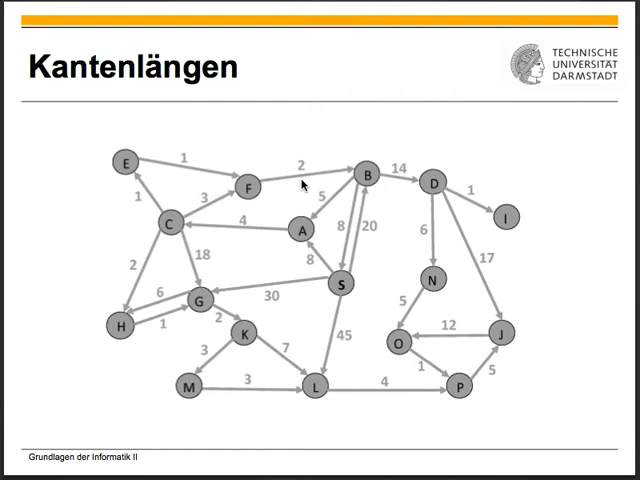 Kantenlängen
TECHNISCHE
UNIVERSITÄT
DARMSTADT
E
1
F
2
B
14
D
1
I
1
3
5
C
4
A
8
20
6
17
2
18
8
S
N
6
30
G
5
H
1
2
K
45
12
J
O
3
7
1
5
M
3
L
4
P
Grundlagen der Informatik II